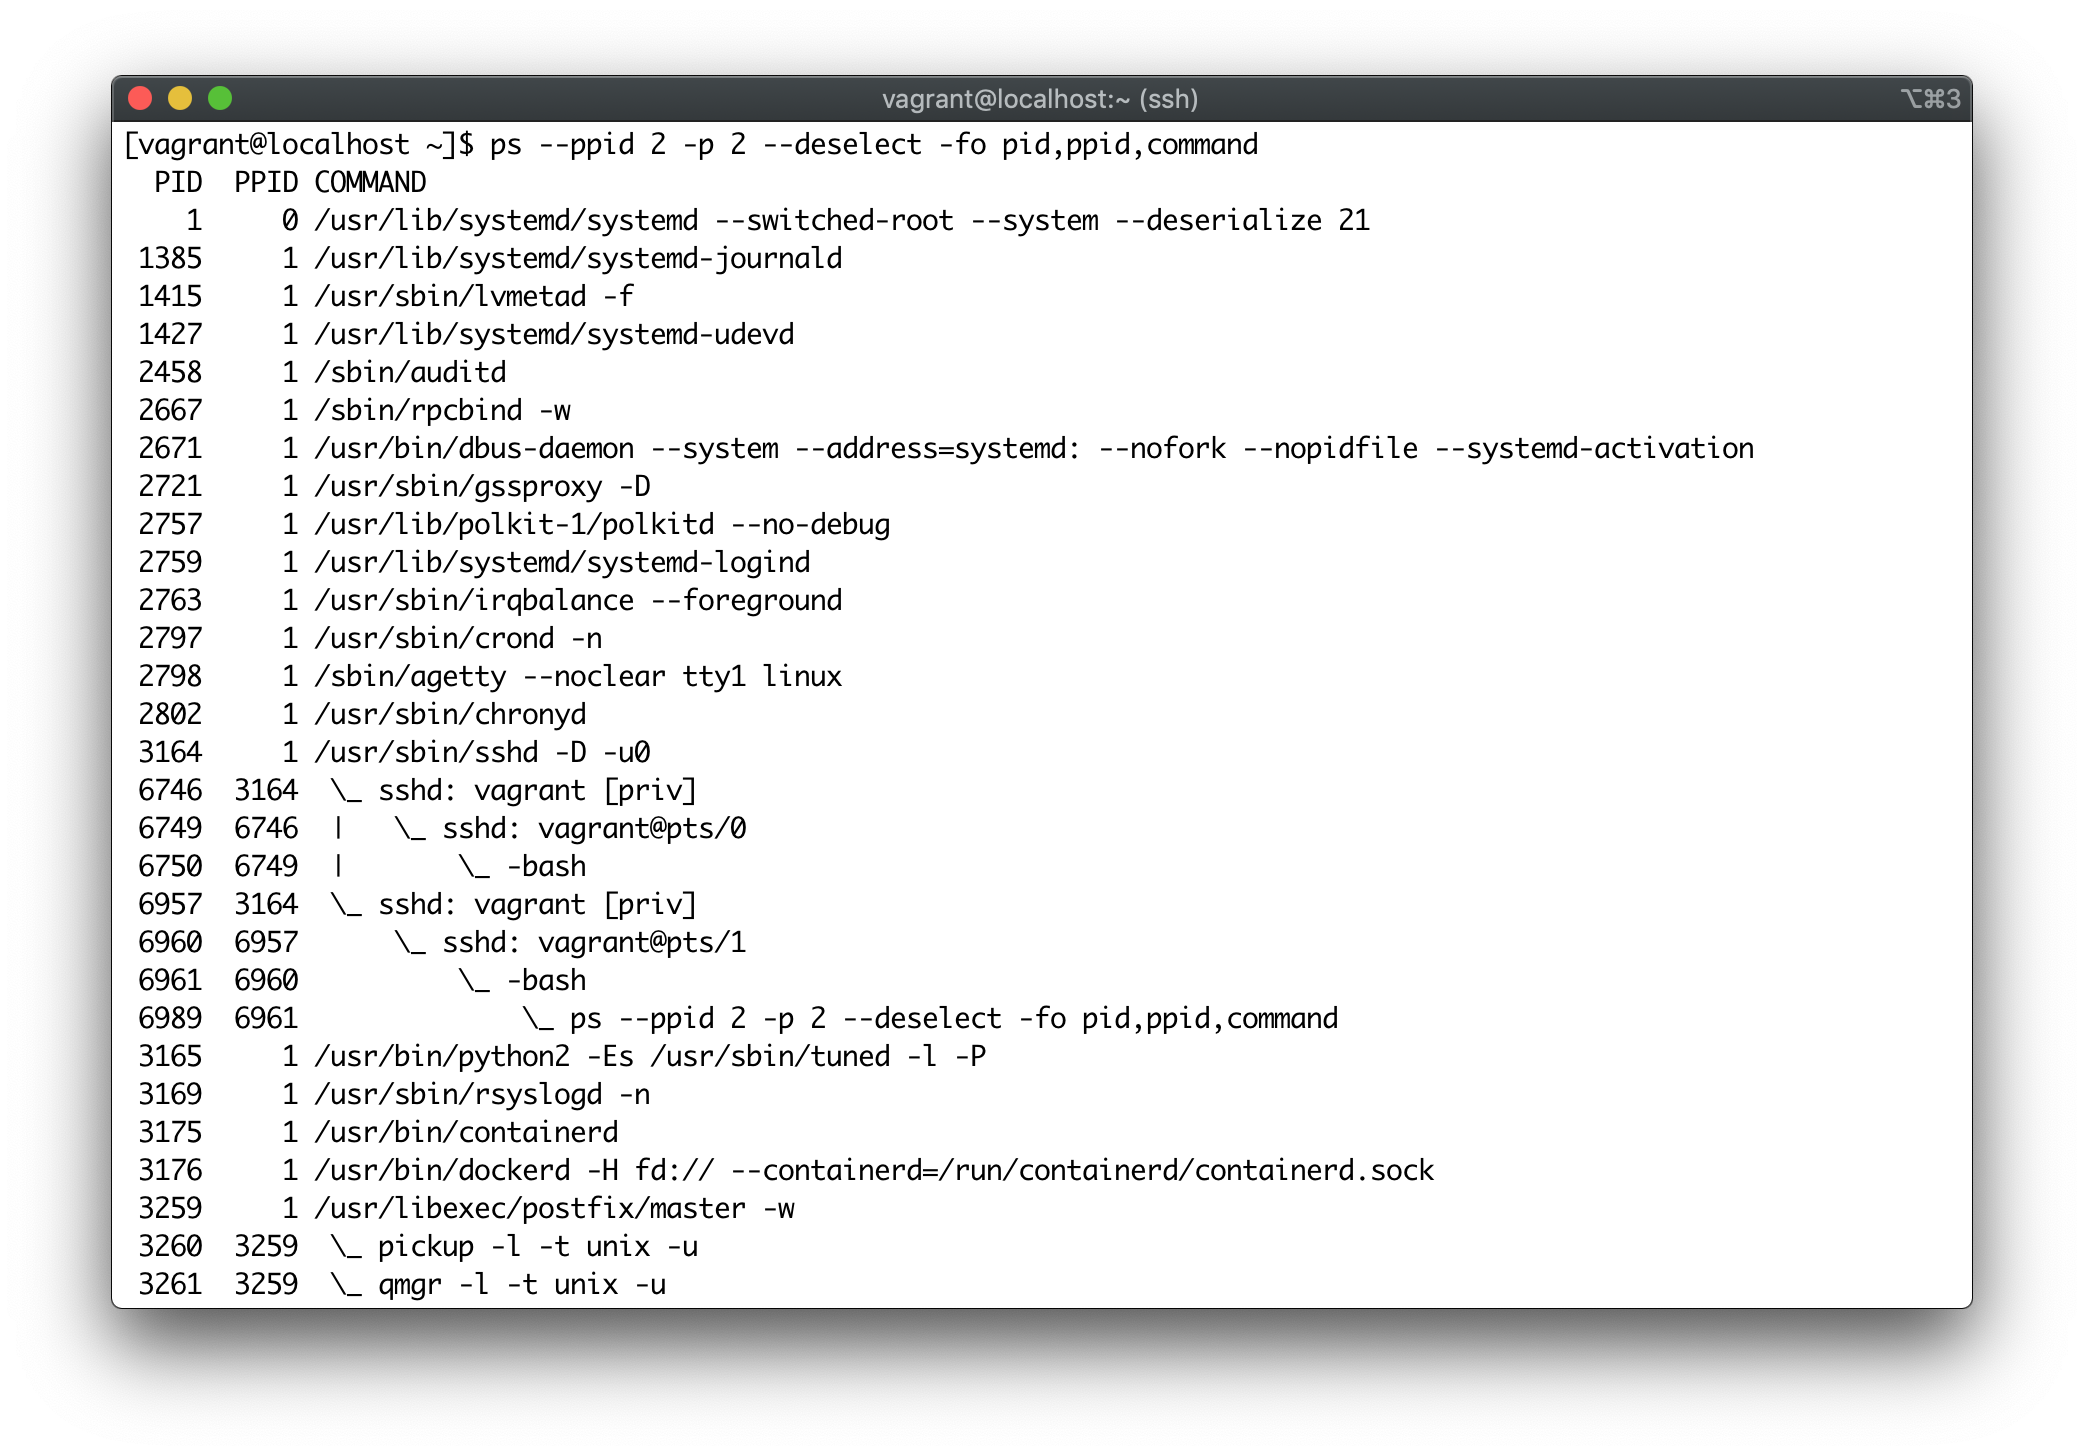 vagrant@localhost:~ (ssh) ⌥⌘3
[vagrant@localhost ~]$ ps --ppid 2 -p 2 --deselect -fo pid,ppid,command
  PID  PPID COMMAND
    1     0 /usr/lib/systemd/systemd --switched-root --system --deserialize 21
 1385     1 /usr/lib/systemd/systemd-journald
 1415     1 /usr/sbin/lvmetad -f
 1427     1 /usr/lib/systemd/systemd-udevd
 2458     1 /sbin/auditd
 2667     1 /sbin/rpcbind -w
 2671     1 /usr/bin/dbus-daemon --system --address=systemd: --nofork --nopidfile --systemd-activation
 2721     1 /usr/sbin/gssproxy -D
 2757     1 /usr/lib/polkit-1/polkitd --no-debug
 2759     1 /usr/lib/systemd/systemd-logind
 2763     1 /usr/sbin/irqbalance --foreground
 2797     1 /usr/sbin/crond -n
 2798     1 /sbin/agetty --noclear tty1 linux
 2802     1 /usr/sbin/chronyd
 3164     1 /usr/sbin/sshd -D -u0
 6746  3164  \_ sshd: vagrant [priv]
 6749  6746  |   \_ sshd: vagrant@pts/0
 6750  6749  |       \_ -bash
 6957  3164  \_ sshd: vagrant [priv]
 6960  6957      \_ sshd: vagrant@pts/1
 6961  6960          \_ -bash
 6989  6961              \_ ps --ppid 2 -p 2 --deselect -fo pid,ppid,command
 3165     1 /usr/bin/python2 -Es /usr/sbin/tuned -l -P
 3169     1 /usr/sbin/rsyslogd -n
 3175     1 /usr/bin/containerd
 3176     1 /usr/bin/dockerd -H fd:// --containerd=/run/containerd/containerd.sock
 3259     1 /usr/libexec/postfix/master -w
 3260  3259  \_ pickup -l -t unix -u
 3261  3259  \_ qmgr -l -t unix -u